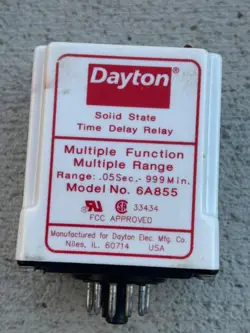 Dayton®
Solid State
Time Delay Relay
Multiple Function
Multiple Range
Range: .05Sec.-999Min.
Model No. 6A855
33434
FCC APPROVED
Manufactured for Dayton Elec. Mfg. Co.
Niles, IL. 60714 USA